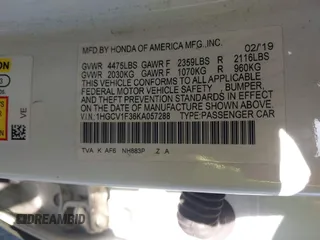 MFD BY HONDA OF AMERICA MFG.,INC. 02/19
GVWR 4475LBS GAWR F 2359LBS R 2116LBS
GVWR 2030KG GAWR F 1070KG R 960KG
THIS VEHICLE CONFORMS TO ALL APPLICABLE
FEDERAL MOTOR VEHICLE SAFETY, BUMPER,
AND THEFT PREVENTION STANDARDS IN EFFECT
ON THE DATE OF MANUFACTURE SHOWN ABOVE.
V.I.N. 1HGCV1F36KA057288 TYPE:PASSENGER CAR
TVA K AF6 NH883P Z A
DREAMBID